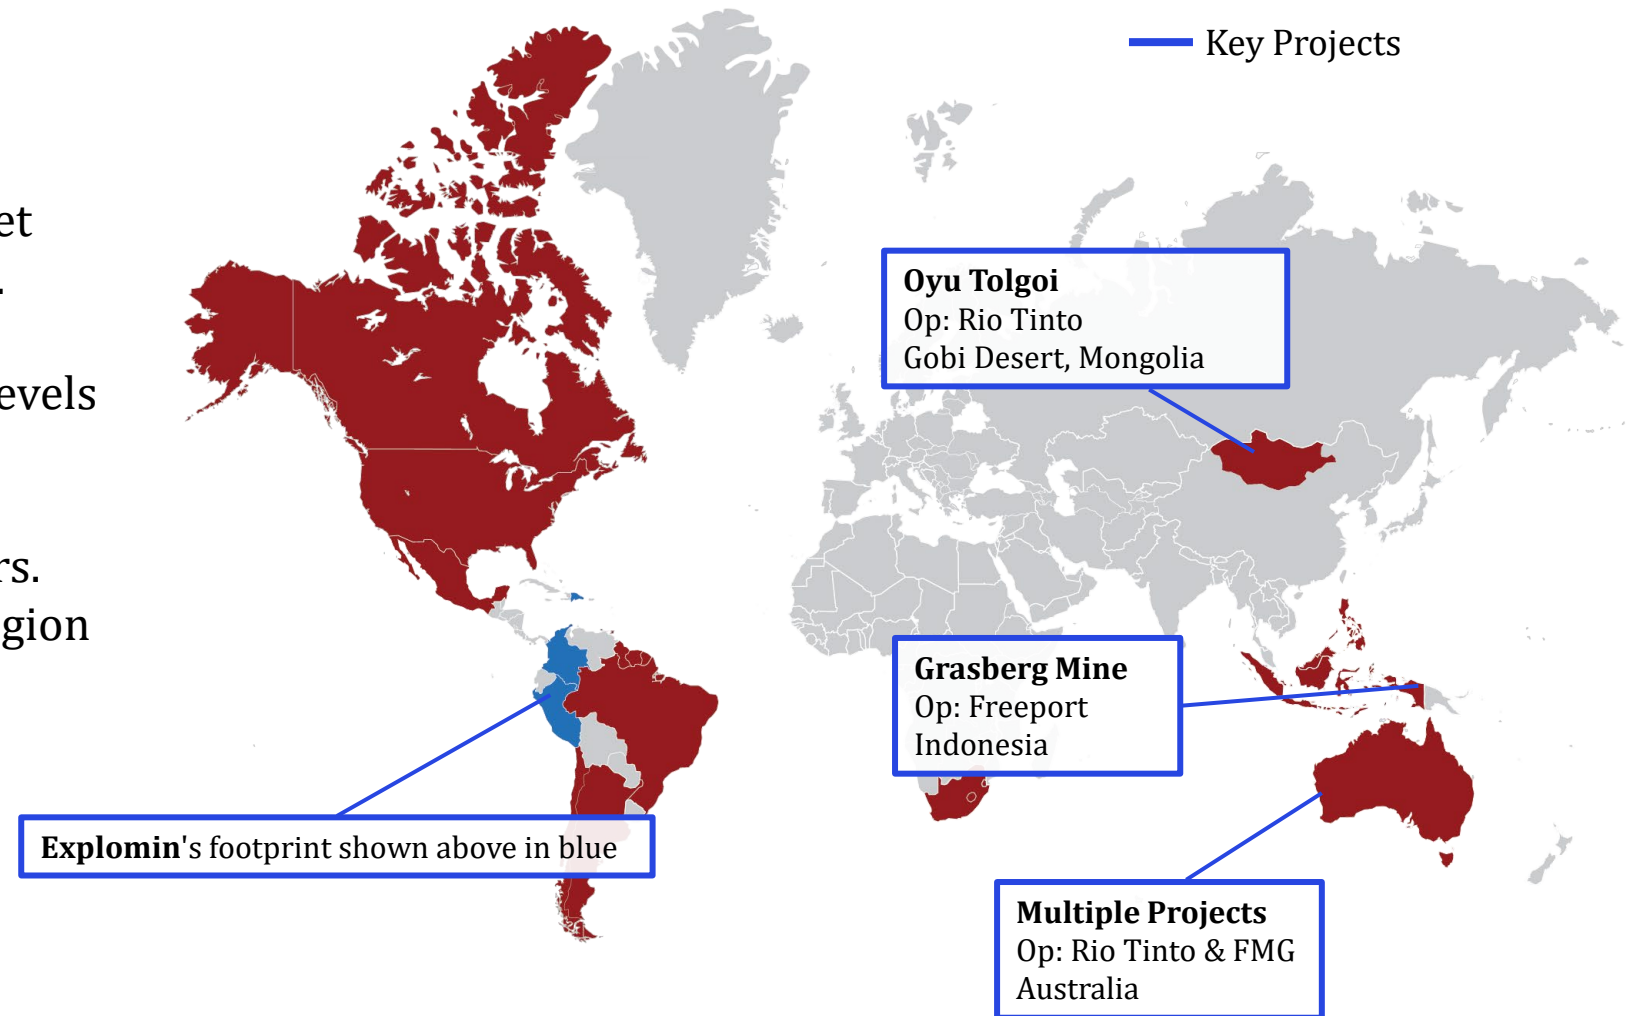 Key Projects
et
.
evels
rs.
gion
Oyu Tolgoi
Op: Rio Tinto
Gobi Desert, Mongolia
Grasberg Mine
Op: Freeport
Indonesia
Explomin's footprint shown above in blue
Multiple Projects
Op: Rio Tinto & FMG
Australia